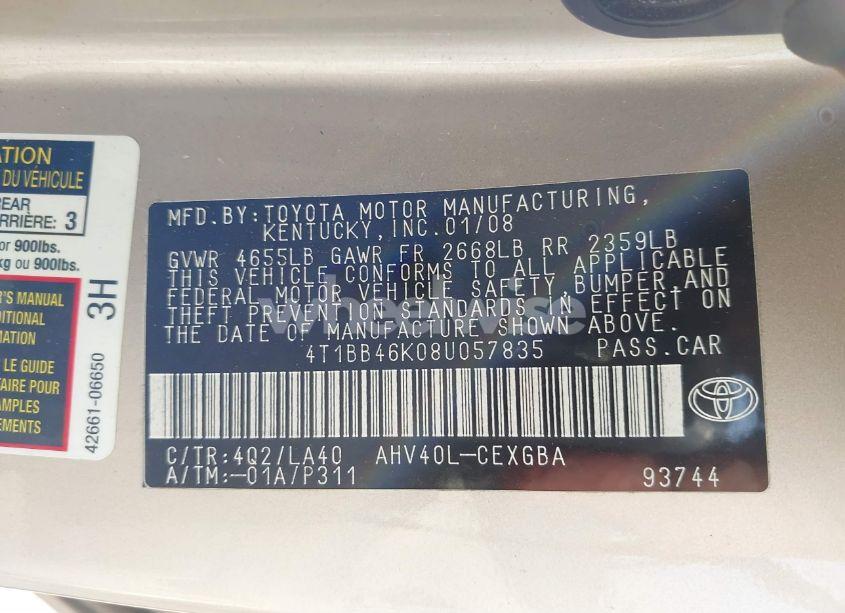 ATION
DU VÉHICULE
REAR
ARRIÈRE: 3
or 900lbs.
kg ou 900lbs.
R'S MANUAL
DITIONAL
MATION
LE GUIDE
TAIRE POUR
AMPLES
EMENTS
3H
42661-06650
MFD.BY:TOYOTA MOTOR MANUFACTURING,
KENTUCKY,INC.01/08
GVWR 4655LB GAWR FR 2668LB RR 2359LB
THIS VEHICLE CONFORMS TO ALL APPLICABLE
FEDERAL MOTOR VEHICLE SAFETY, BUMPER,AND
THEFT PREVENTION STANDARDS IN EFFECT ON
THE DATE OF MANUFACTURE SHOWN ABOVE.
4T1BB46K08U057835 PASS.CAR
C/TR:4Q2/LA40 AHV40L-CEXGBA
A/TM:-01A/P311 93744
wheelwise